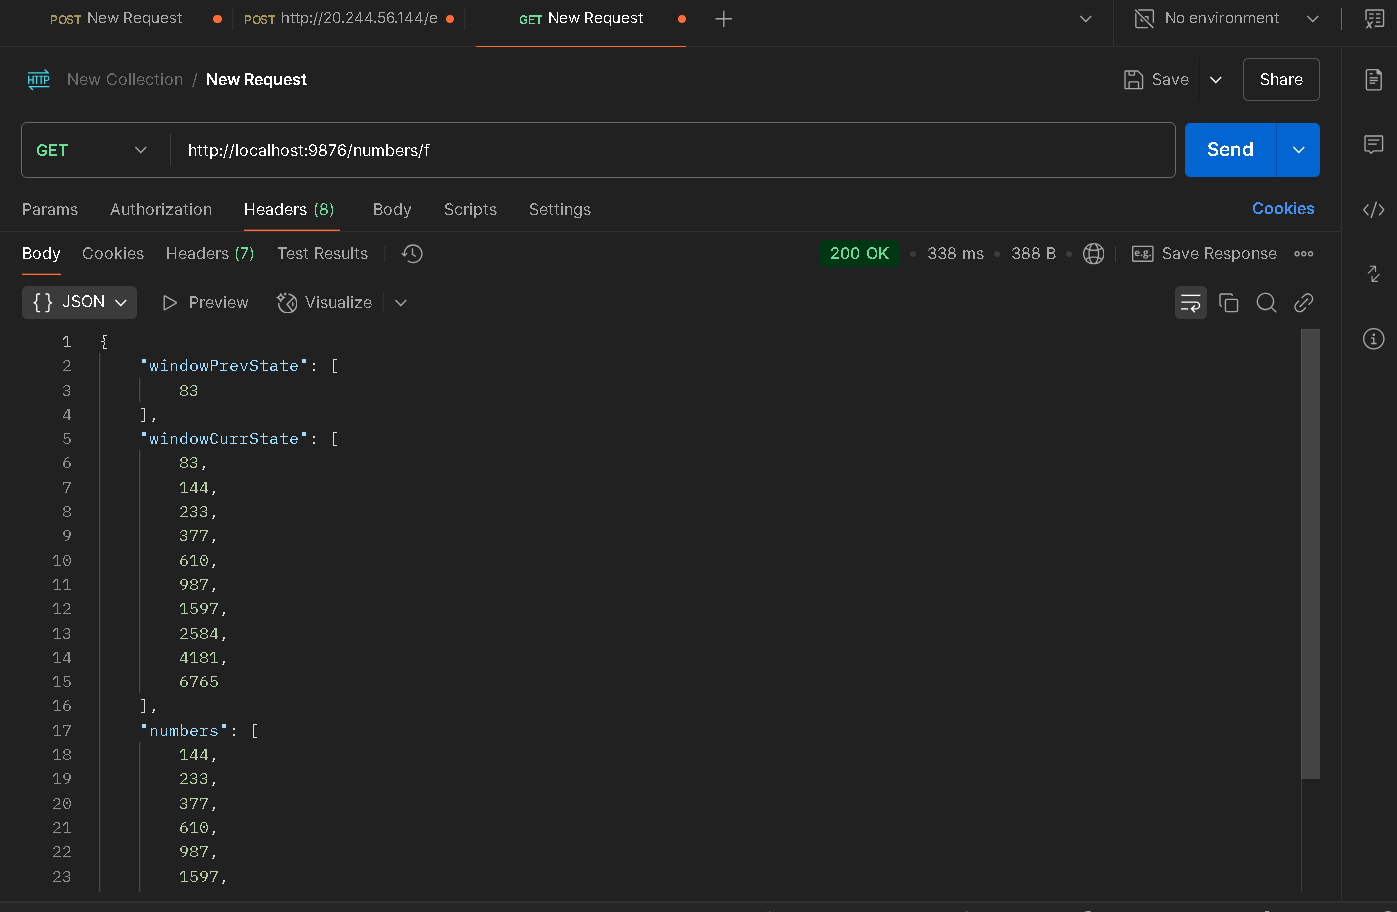 POST New Request POST http://20.244.56.144/e GET New Request No environment
HTTP New Collection / New Request Save Share
GET http://localhost:9876/numbers/f Send
Params Authorization Headers (8) Body Scripts Settings Cookies
Body Cookies Headers (7) Test Results 200 OK • 338 ms • 388 B • e.g. Save Response
{} JSON Preview Visualize
1 {
2 "windowPrevState": [
3 83
4 ],
5 "windowCurrState": [
6 83,
7 144,
8 233,
9 377,
10 610,
11 987,
12 1597,
13 2584,
14 4181,
15 6765
16 ],
17 "numbers": [
18 144,
19 233,
20 377,
21 610,
22 987,
23 1597,